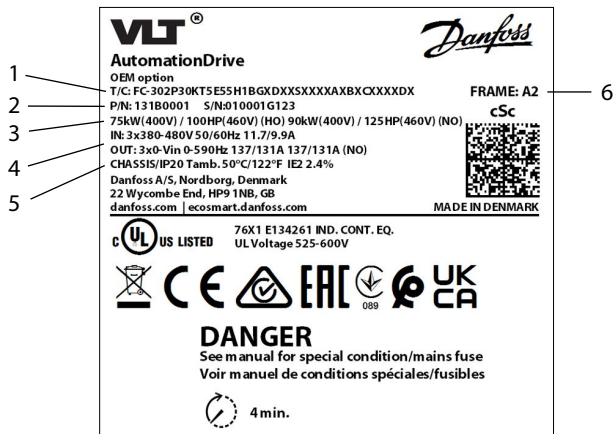 VLT®
Danfoss
AutomationDrive
OEM option
1
T/C: FC-302P30KT5E55H1BGXDXXSXXXXAXBXCXXXXDX
FRAME: A2
6
2
P/N: 131B0001 S/N:010001G123
cSc
3
75kW(400V) / 100HP(460V) (HO) 90kW(400V) / 125HP(460V) (NO)
IN: 3x380-480V 50/60Hz 11.7/9.9A
4
OUT: 3x0-Vin 0-590Hz 137/131A 137/131A (NO)
5
CHASSIS/IP20 Tamb. 50°C/122°F IE2 2.4%
Danfoss A/S, Nordborg, Denmark
22 Wycombe End, HP9 1NB, GB
danfoss.com | ecosmart.danfoss.com
MADE IN DENMARK
c UL US LISTED
76X1 E134261 IND. CONT. EQ.
UL Voltage 525-600V
CE
EAC
089
UK
CA
DANGER
See manual for special condition/mains fuse
Voir manuel de conditions spéciales/fusibles
4 min.